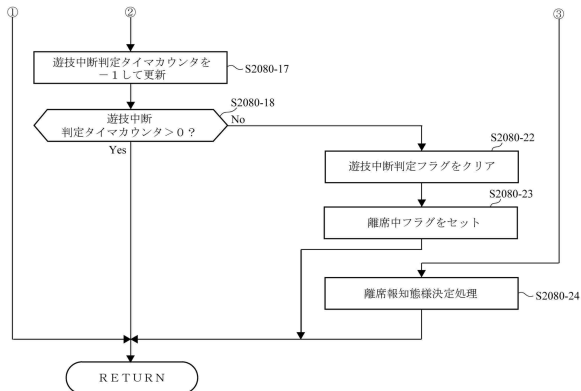 ①
②
③
遊技中断判定タイマカウンタを
－1して更新
S2080-17
S2080-18
遊技中断
判定タイマカウンタ＞0？
No
Yes
S2080-22
遊技中断判定フラグをクリア
S2080-23
離席中フラグをセット
離席報知態様決定処理
S2080-24
RETURN